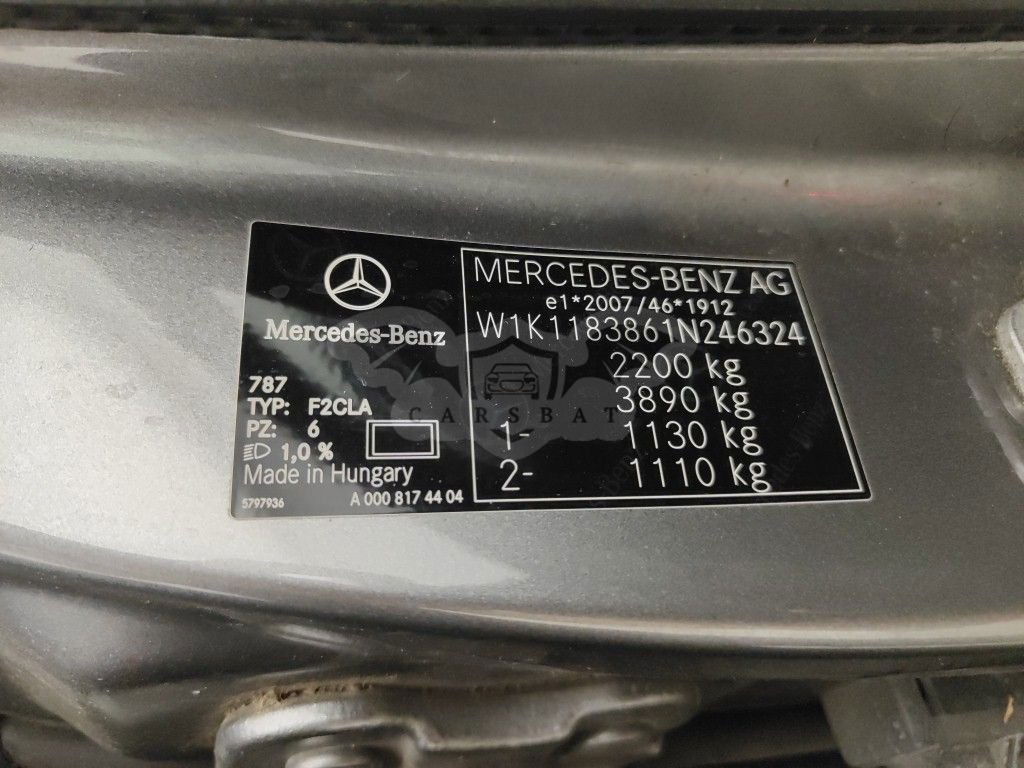 Mercedes-Benz
787
TYP: F2CLA
PZ: 6
1,0 %
Made in Hungary
5797936 A 000 817 44 04
MERCEDES-BENZ AG
e1*2007/46*1912
W1K1183861N246324
2200 kg
3890 kg
1- 1130 kg
2- 1110 kg
CARSBAT